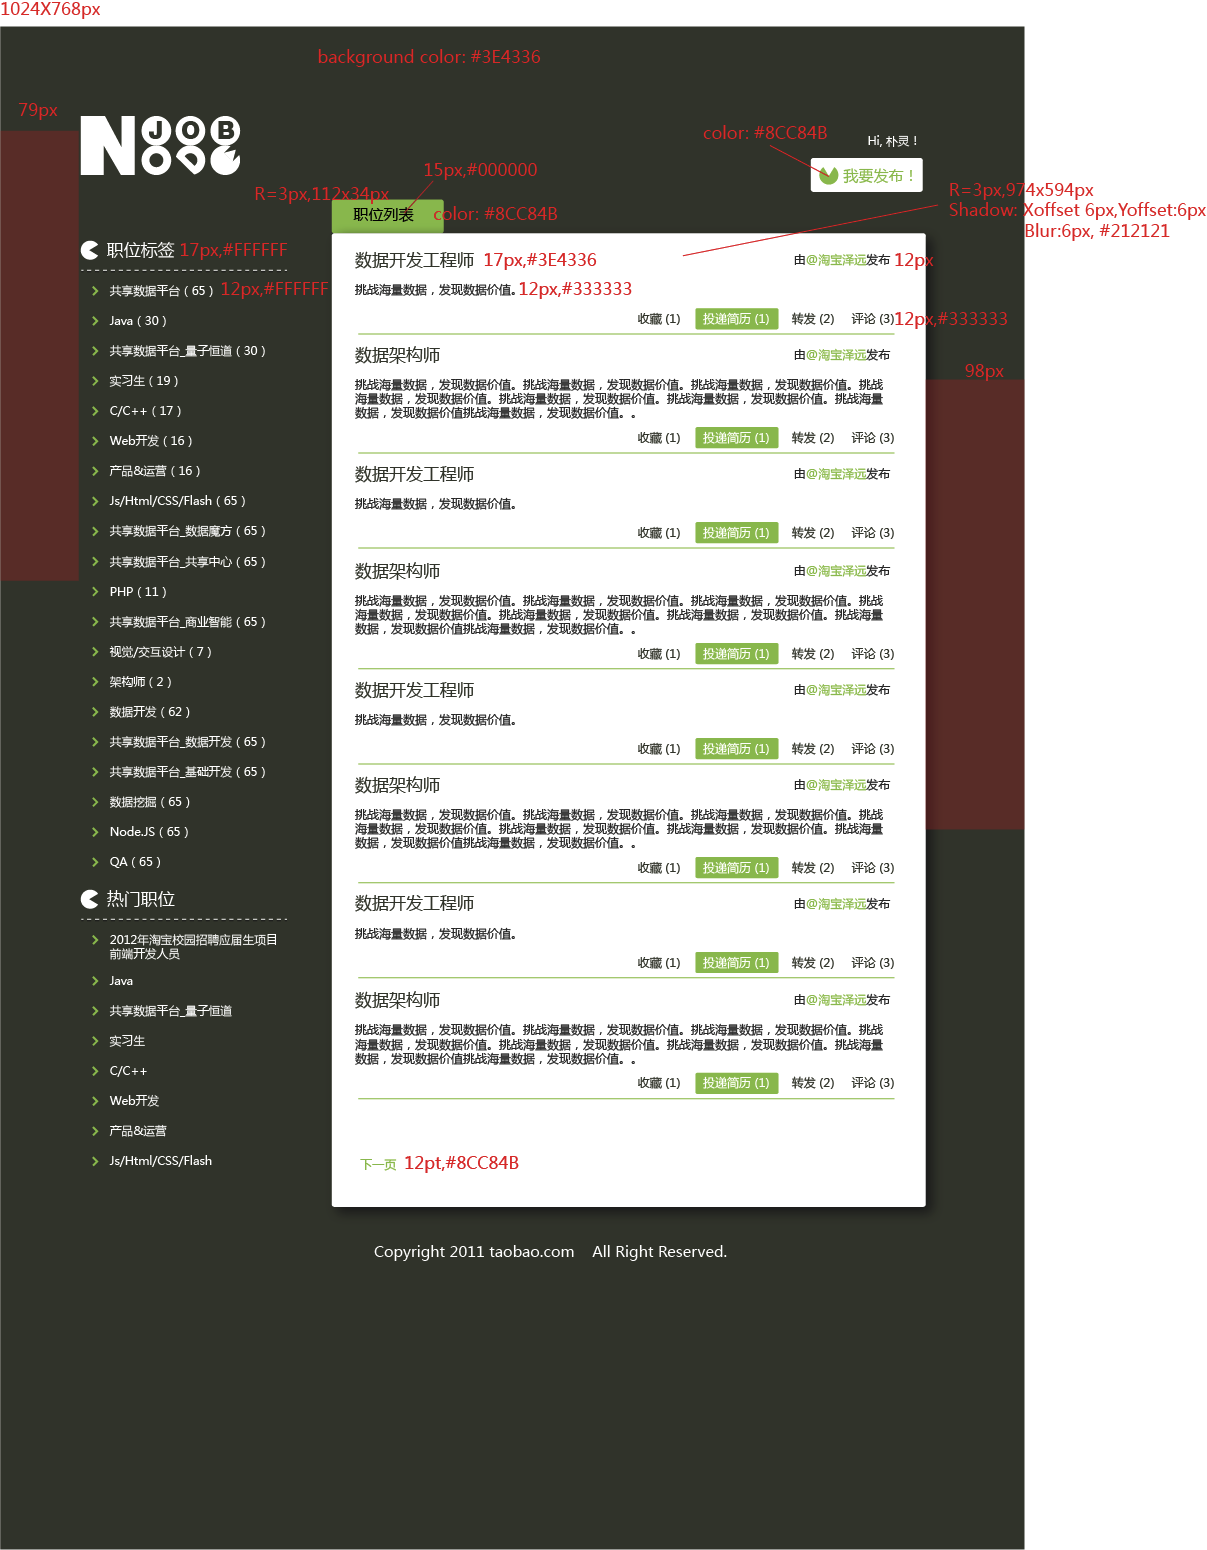 1024X768px
background color: #3E4336
79px
JOB
Node
color: #8CC84B
Hi, 朴灵！
我要发布！
15px,#000000
R=3px,112x34px
R=3px,974x594px
Shadow: Xoffset 6px,Yoffset:6px
Blur:6px, #212121
职位列表
color: #8CC84B
职位标签 17px,#FFFFFF
共享数据平台（65） 12px,#FFFFFF
Java（30）
共享数据平台_量子恒道（30）
实习生（19）
C/C++（17）
Web开发（16）
产品&运营（16）
Js/Html/CSS/Flash（65）
共享数据平台_数据魔方（65）
共享数据平台_共享中心（65）
PHP（11）
共享数据平台_商业智能（65）
视觉/交互设计（7）
架构师（2）
数据开发（62）
共享数据平台_数据开发（65）
共享数据平台_基础开发（65）
数据挖掘（65）
Node.JS（65）
QA（65）
热门职位
2012年淘宝校园招聘应届生项目
前端开发人员
Java
共享数据平台_量子恒道
实习生
C/C++
Web开发
产品&运营
Js/Html/CSS/Flash
数据开发工程师 17px,#3E4336 由@淘宝泽远发布 12px
挑战海量数据，发现数据价值。12px,#333333
收藏 (1) 投递简历 (1) 转发 (2) 评论 (3) 12px,#333333
98px
数据架构师 由@淘宝泽远发布
挑战海量数据，发现数据价值。挑战海量数据，发现数据价值。挑战海量数据，发现数据价值。挑战
海量数据，发现数据价值。挑战海量数据，发现数据价值。挑战海量数据，发现数据价值。挑战海量
数据，发现数据价值挑战海量数据，发现数据价值。。
收藏 (1) 投递简历 (1) 转发 (2) 评论 (3)
数据开发工程师 由@淘宝泽远发布
挑战海量数据，发现数据价值。
收藏 (1) 投递简历 (1) 转发 (2) 评论 (3)
数据架构师 由@淘宝泽远发布
挑战海量数据，发现数据价值。挑战海量数据，发现数据价值。挑战海量数据，发现数据价值。挑战
海量数据，发现数据价值。挑战海量数据，发现数据价值。挑战海量数据，发现数据价值。挑战海量
数据，发现数据价值挑战海量数据，发现数据价值。。
收藏 (1) 投递简历 (1) 转发 (2) 评论 (3)
数据开发工程师 由@淘宝泽远发布
挑战海量数据，发现数据价值。
收藏 (1) 投递简历 (1) 转发 (2) 评论 (3)
数据架构师 由@淘宝泽远发布
挑战海量数据，发现数据价值。挑战海量数据，发现数据价值。挑战海量数据，发现数据价值。挑战
海量数据，发现数据价值。挑战海量数据，发现数据价值。挑战海量数据，发现数据价值。挑战海量
数据，发现数据价值挑战海量数据，发现数据价值。。
收藏 (1) 投递简历 (1) 转发 (2) 评论 (3)
数据开发工程师 由@淘宝泽远发布
挑战海量数据，发现数据价值。
收藏 (1) 投递简历 (1) 转发 (2) 评论 (3)
数据架构师 由@淘宝泽远发布
挑战海量数据，发现数据价值。挑战海量数据，发现数据价值。挑战海量数据，发现数据价值。挑战
海量数据，发现数据价值。挑战海量数据，发现数据价值。挑战海量数据，发现数据价值。挑战海量
数据，发现数据价值挑战海量数据，发现数据价值。。
收藏 (1) 投递简历 (1) 转发 (2) 评论 (3)
下一页 12pt,#8CC84B
Copyright 2011 taobao.com All Right Reserved.